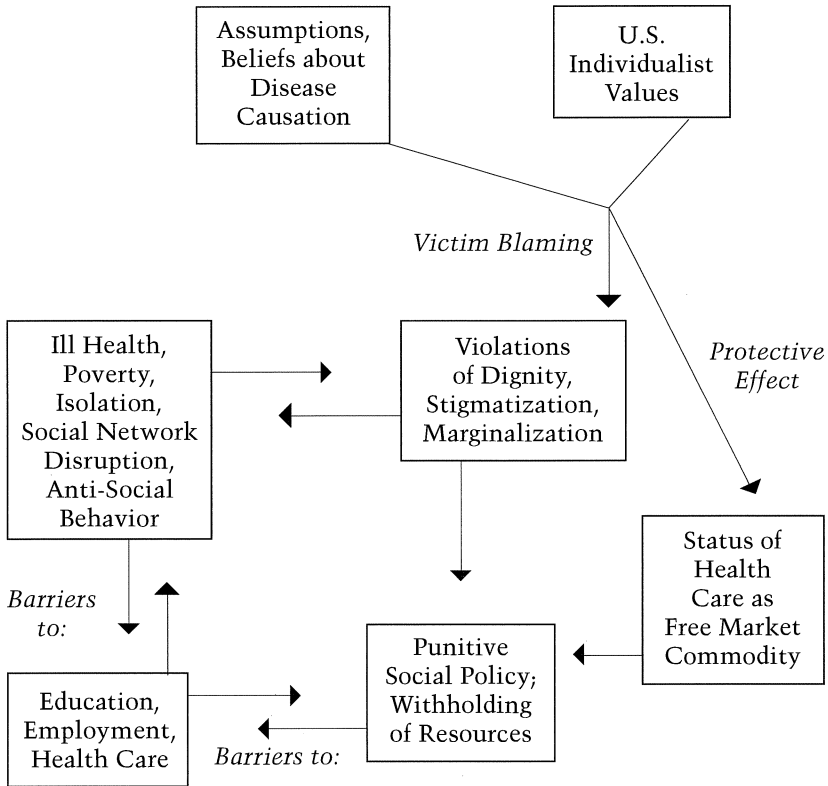 Assumptions,
Beliefs about
Disease
Causation
U.S.
Individualist
Values
Victim Blaming
Protective
Effect
Ill Health,
Poverty,
Isolation,
Social Network
Disruption,
Anti-Social
Behavior
Violations
of Dignity,
Stigmatization,
Marginalization
Status of
Health
Care as
Free Market
Commodity
Barriers
to:
Punitive
Social Policy;
Withholding
of Resources
Education,
Employment,
Health Care
Barriers to: